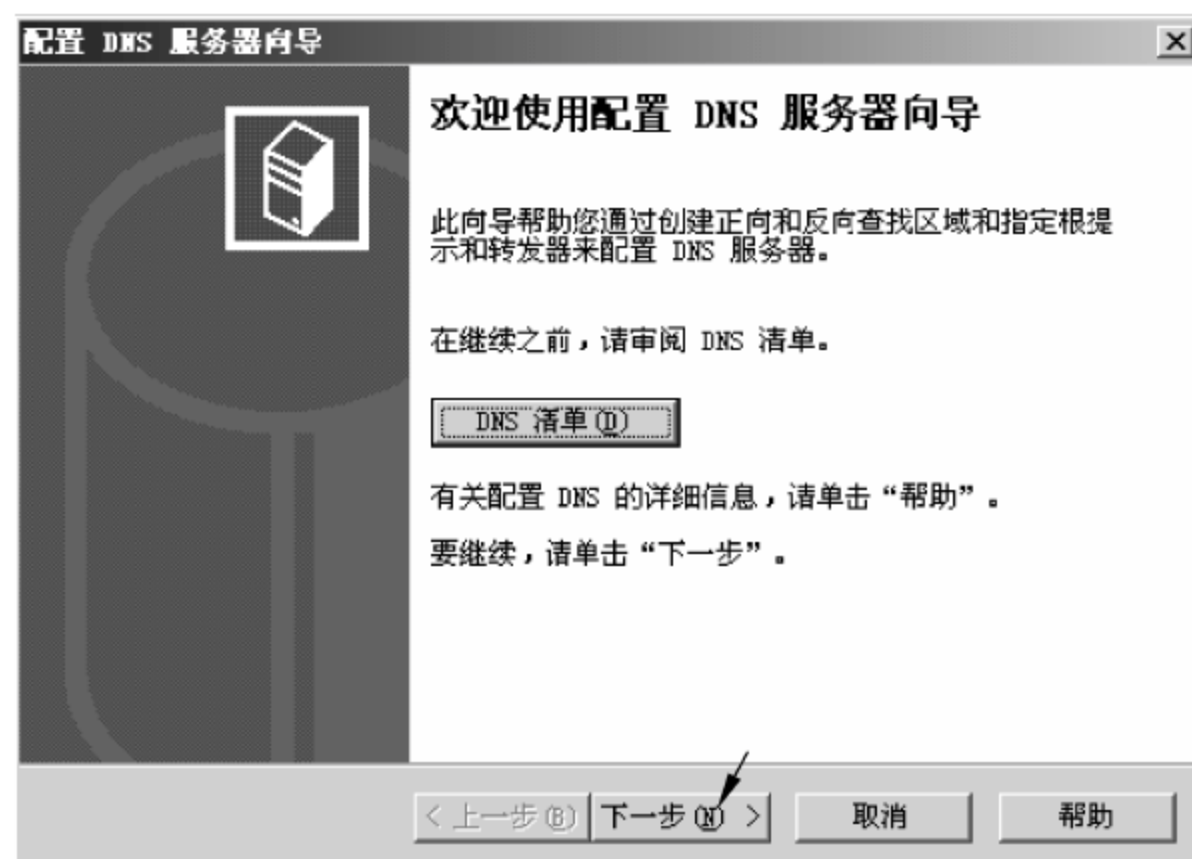 配置 DNS 服务器向导
欢迎使用配置 DNS 服务器向导
此向导帮助您通过创建正向和反向查找区域和指定根提
示和转发器来配置 DNS 服务器。
在继续之前，请审阅 DNS 清单。
DNS 清单(D)
有关配置 DNS 的详细信息，请单击“帮助”。
要继续，请单击“下一步”。
< 上一步(B) 下一步(N) > 取消 帮助